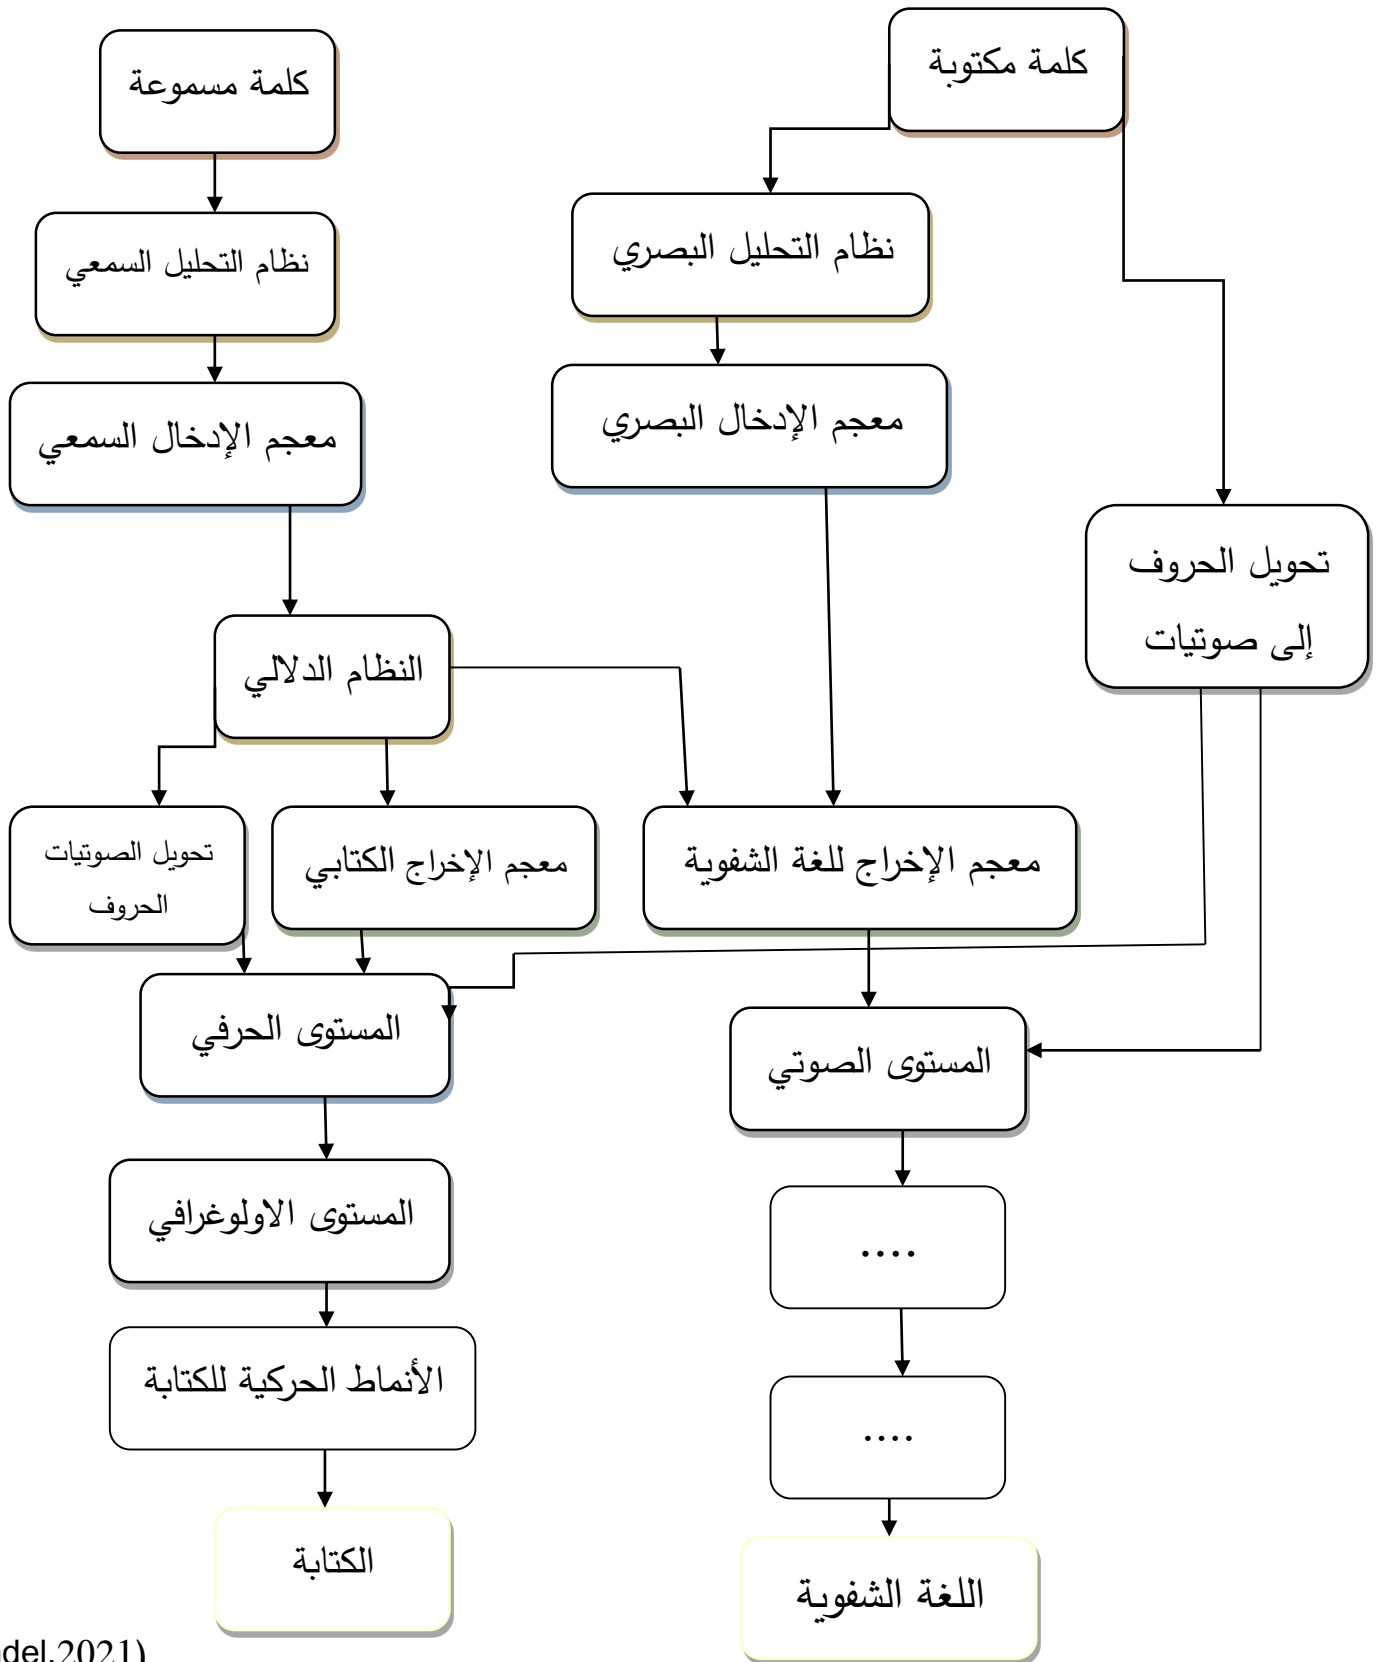 كلمة مكتوبة
كلمة مسموعة
نظام التحليل البصري
نظام التحليل السمعي
معجم الإدخال البصري
معجم الإدخال السمعي
تحويل الحروف
إلى صوتيات
النظام الدلالي
معجم الإخراج للغة الشفوية
معجم الإخراج الكتابي
تحويل الصوتيات
الحروف
المستوى الحرفي
المستوى الصوتي
المستوى الاولوغرافي
....
الأنماط الحركية للكتابة
....
الكتابة
اللغة الشفوية
del,2021)